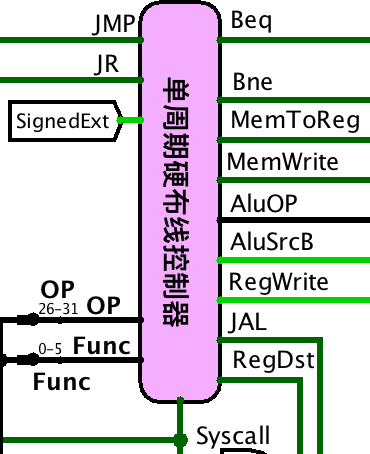 JMP
Beq
JR
Bne
SignedExt
MemToReg
MemWrite
AluOP
AluSrcB
RegWrite
JAL
RegDst
单周期硬布线控制器
OP
26-31 OP
0-5 Func
Func
Syscall